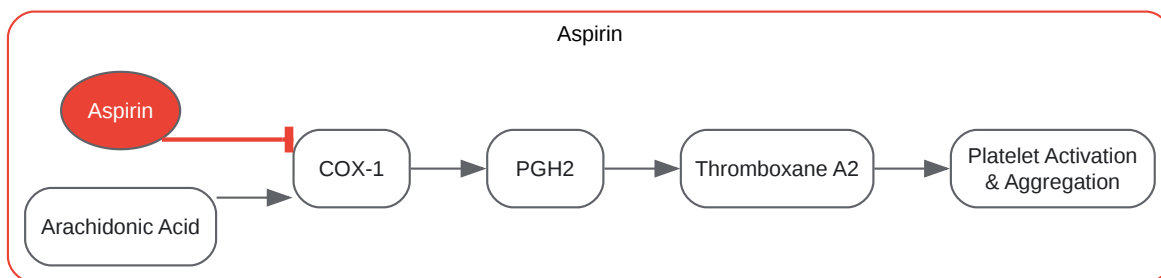 Aspirin
Aspirin
COX-1
PGH2
Thromboxane A2
Platelet Activation
& Aggregation
Arachidonic Acid